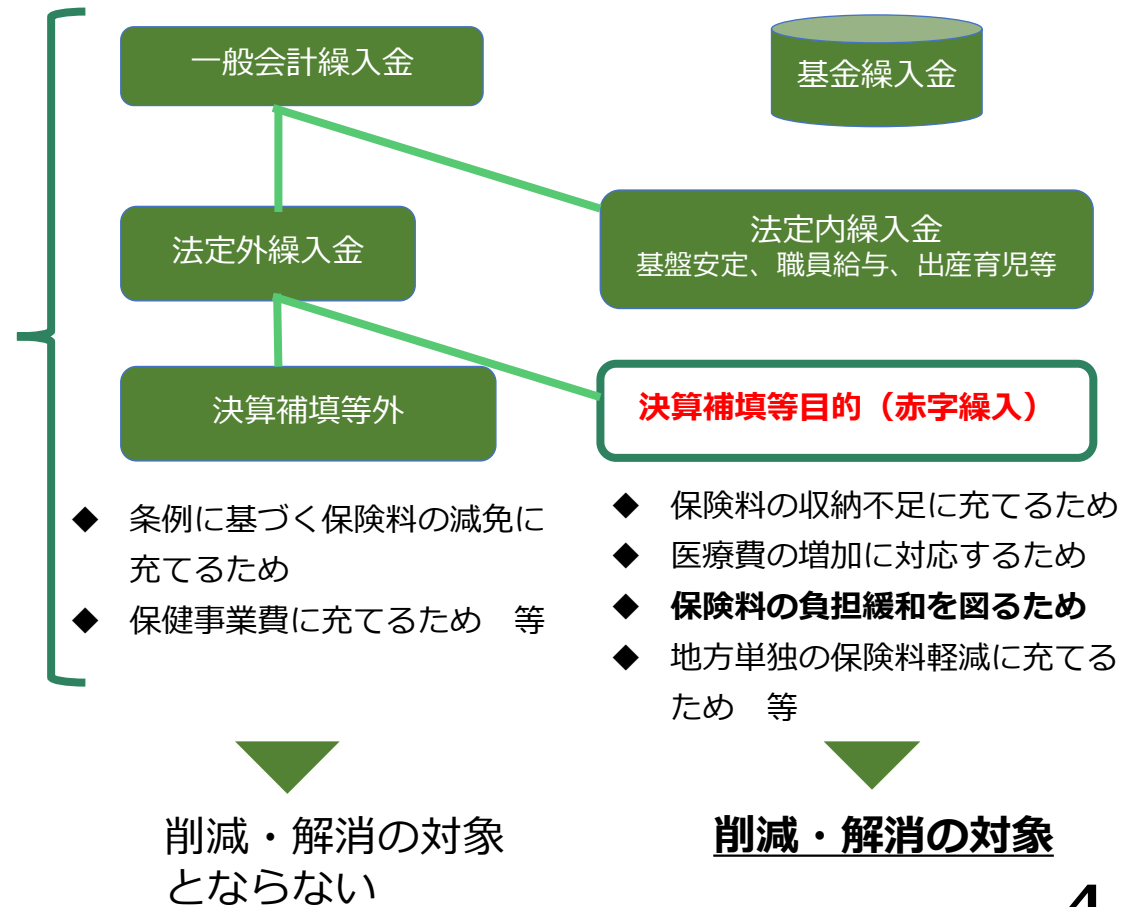 一般会計繰入金
基金繰入金
法定外繰入金
法定内繰入金
基盤安定、職員給与、出産育児等
決算補填等外
決算補填等目的（赤字繰入）
◆ 条例に基づく保険料の減免に
充てるため
◆ 保健事業費に充てるため　等
◆ 保険料の収納不足に充てるため
◆ 医療費の増加に対応するため
◆ 保険料の負担緩和を図るため
◆ 地方単独の保険料軽減に充てる
ため　等
削減・解消の対象
とならない
削減・解消の対象
4